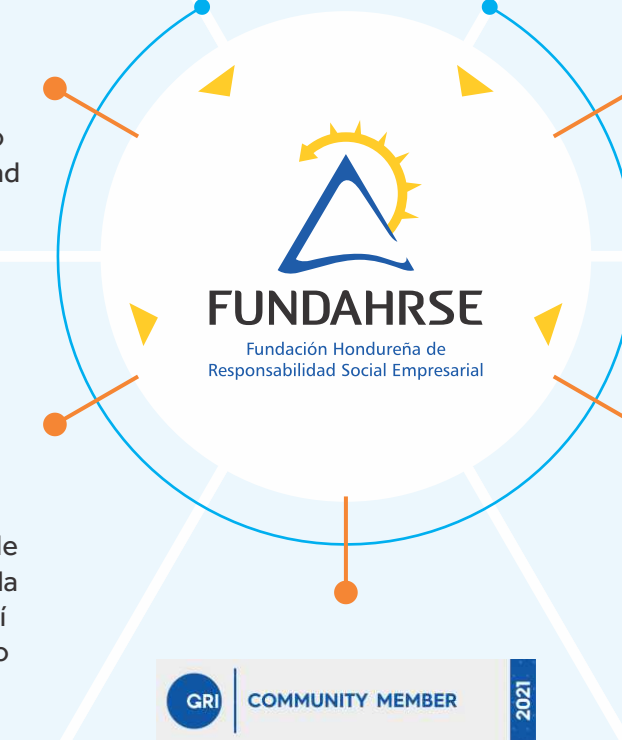 FUNDAHRSE
Fundación Hondureña de
Responsabilidad Social Empresarial
GRI
COMMUNITY MEMBER
2021